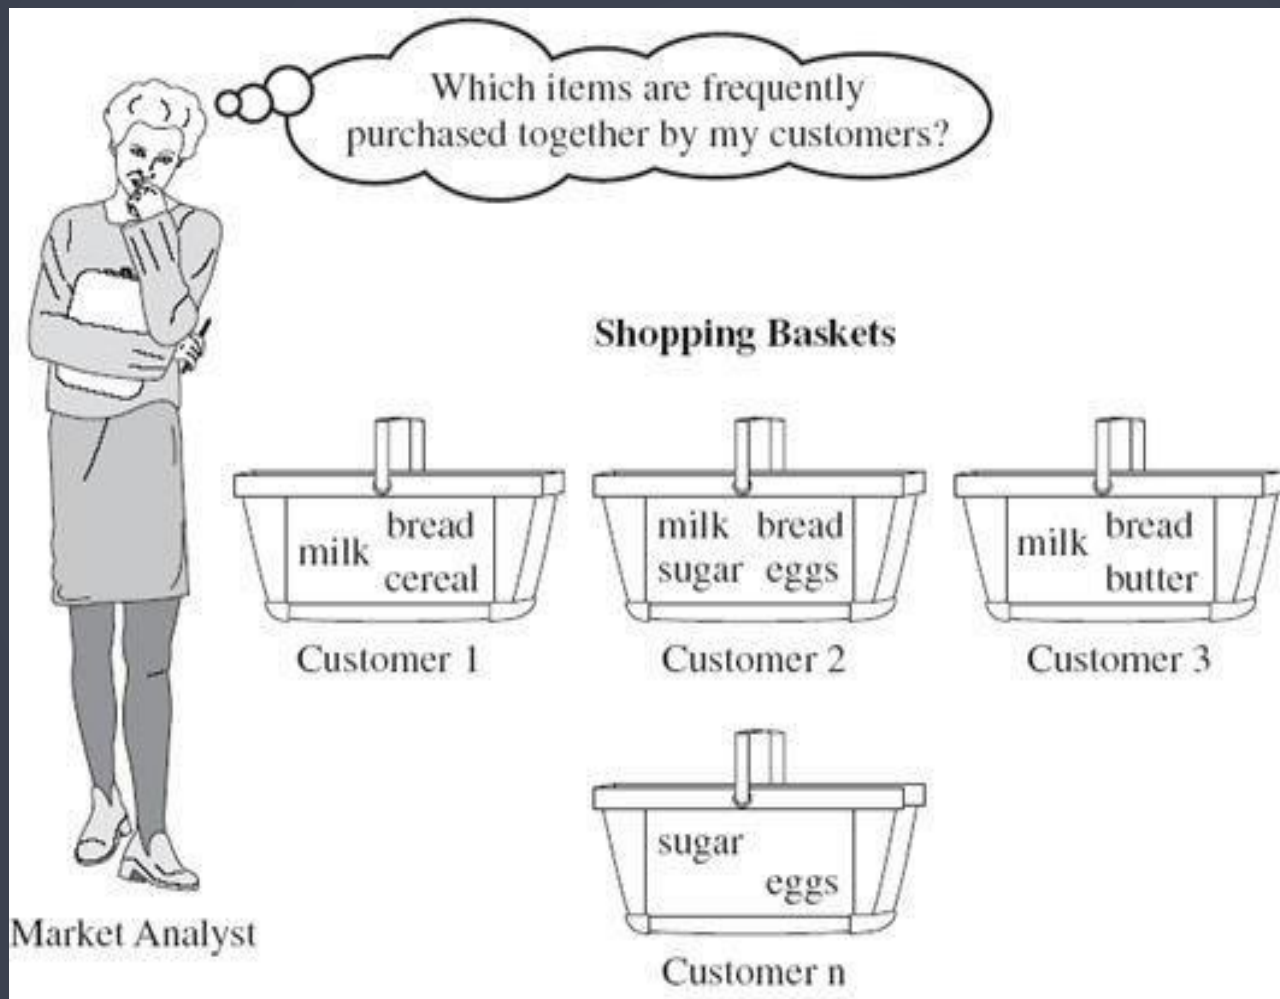 Which items are frequently
purchased together by my customers?
Shopping Baskets
milk
bread
cereal
Customer 1
milk bread
sugar eggs
Customer 2
milk
bread
butter
Customer 3
sugar
eggs
Customer n
Market Analyst